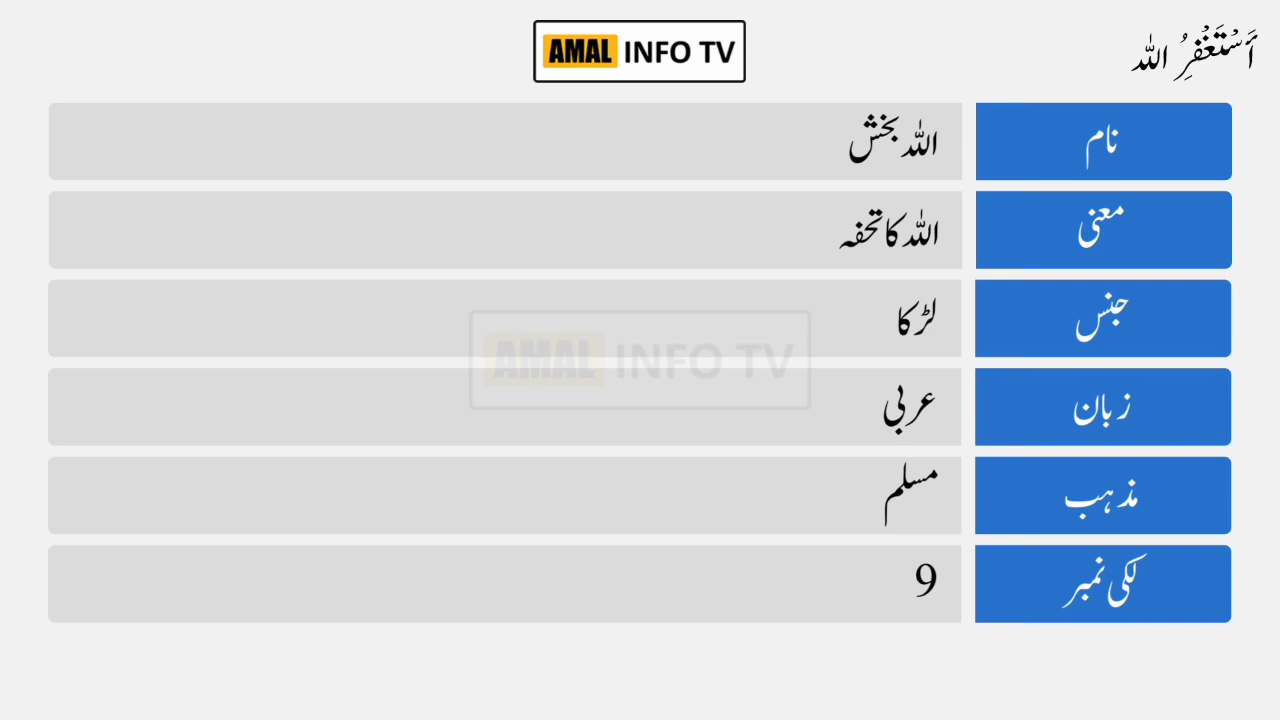 AMAL INFO TV
أَسْتَغْفِرُ اللہ
نام اللہ بخش
معنی اللہ کا تحفہ
جنس لڑکا
زبان عربی
مذہب مسلم
لکی نمبر 9
AMAL INFO TV